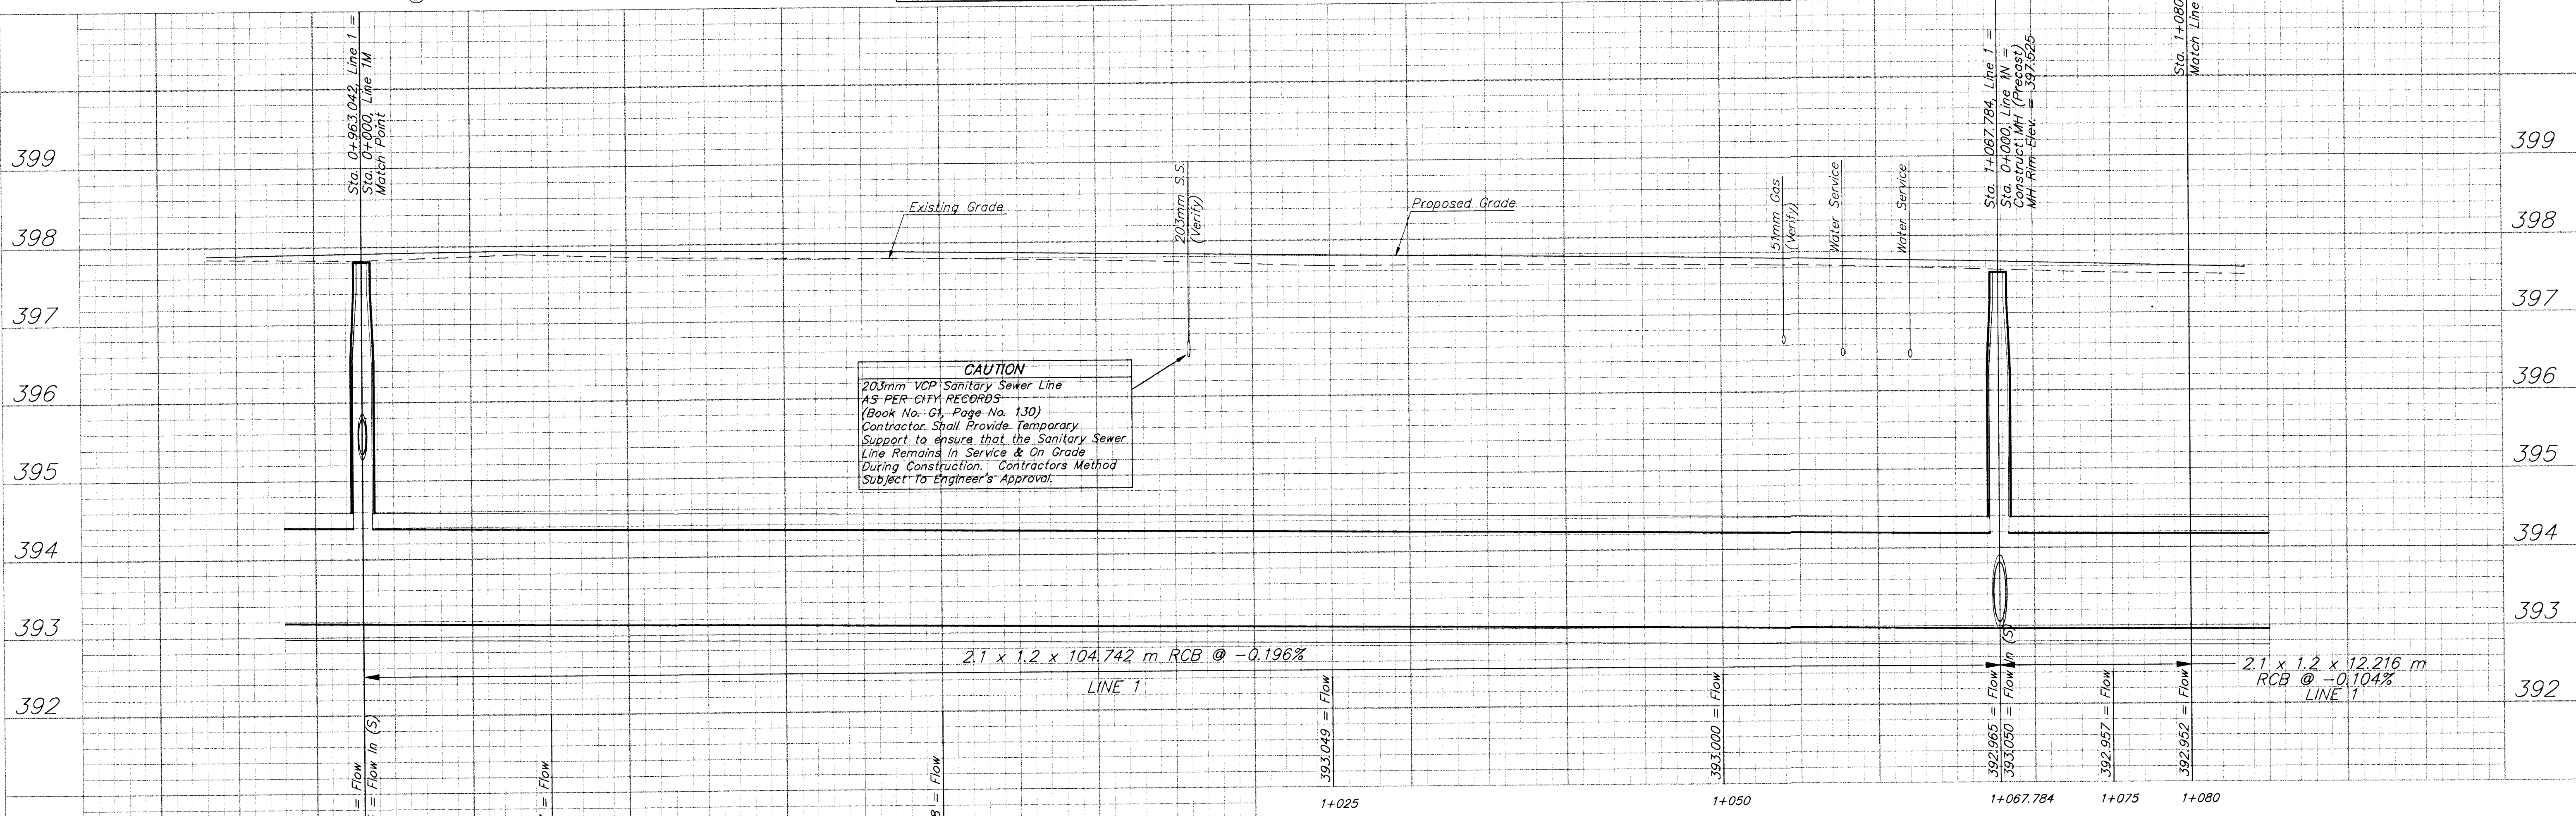 Sta. 0+963.042, Line 1 =
Sta. 0+000, Line 1M
Match Point
Sta. 1+067.784, Line 1 =
Sta. 0+000, Line 1N =
Construct MH (Precast)
MH Rim Elev. = 397.525
Sta. 1+080
Match Line
399
399
398
398
397
397
396
396
395
395
394
394
393
393
392
392
Existing Grade
203mm S.S.
(Verify)
Proposed Grade
51mm Gas
(Verify)
Water Service
Water Service
CAUTION
203mm VCP Sanitary Sewer Line
AS PER CITY RECORDS
(Book No. G1, Page No. 130)
Contractor Shall Provide Temporary
Support to ensure that the Sanitary Sewer
Line Remains In Service & On Grade
During Construction. Contractors Method
Subject To Engineer's Approval.
2.1 x 1.2 x 104.742 m RCB @ -0.196%
LINE 1
2.1 x 1.2 x 12.216 m
RCB @ -0.104%
LINE 1
= Flow
= Flow In (S)
= Flow
= Flow
393.049 = Flow
393.000 = Flow
392.965 = Flow
393.050 = Flow In (S)
392.957 = Flow
392.952 = Flow
1+025
1+050
1+067.784
1+075
1+080